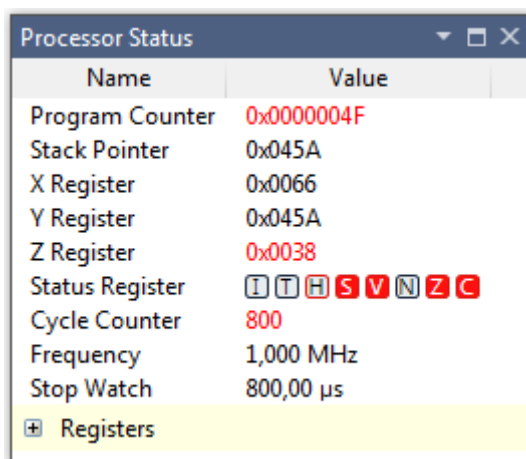 Processor Status
Name Value
Program Counter 0x0000004F
Stack Pointer 0x045A
X Register 0x0066
Y Register 0x045A
Z Register 0x0038
Status Register I T H S V N Z C
Cycle Counter 800
Frequency 1,000 MHz
Stop Watch 800,00 µs
Registers